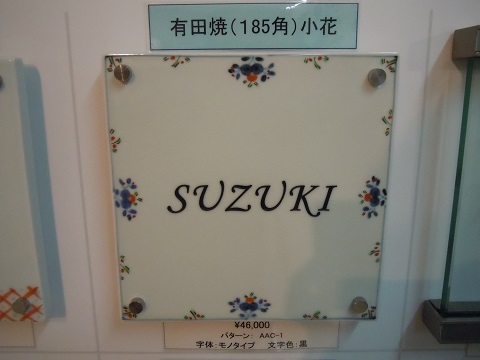 有田焼(185角)小花
SUZUKI
¥46,000
パターン: AAC-1
字体:モノタイプ 文字色:黒